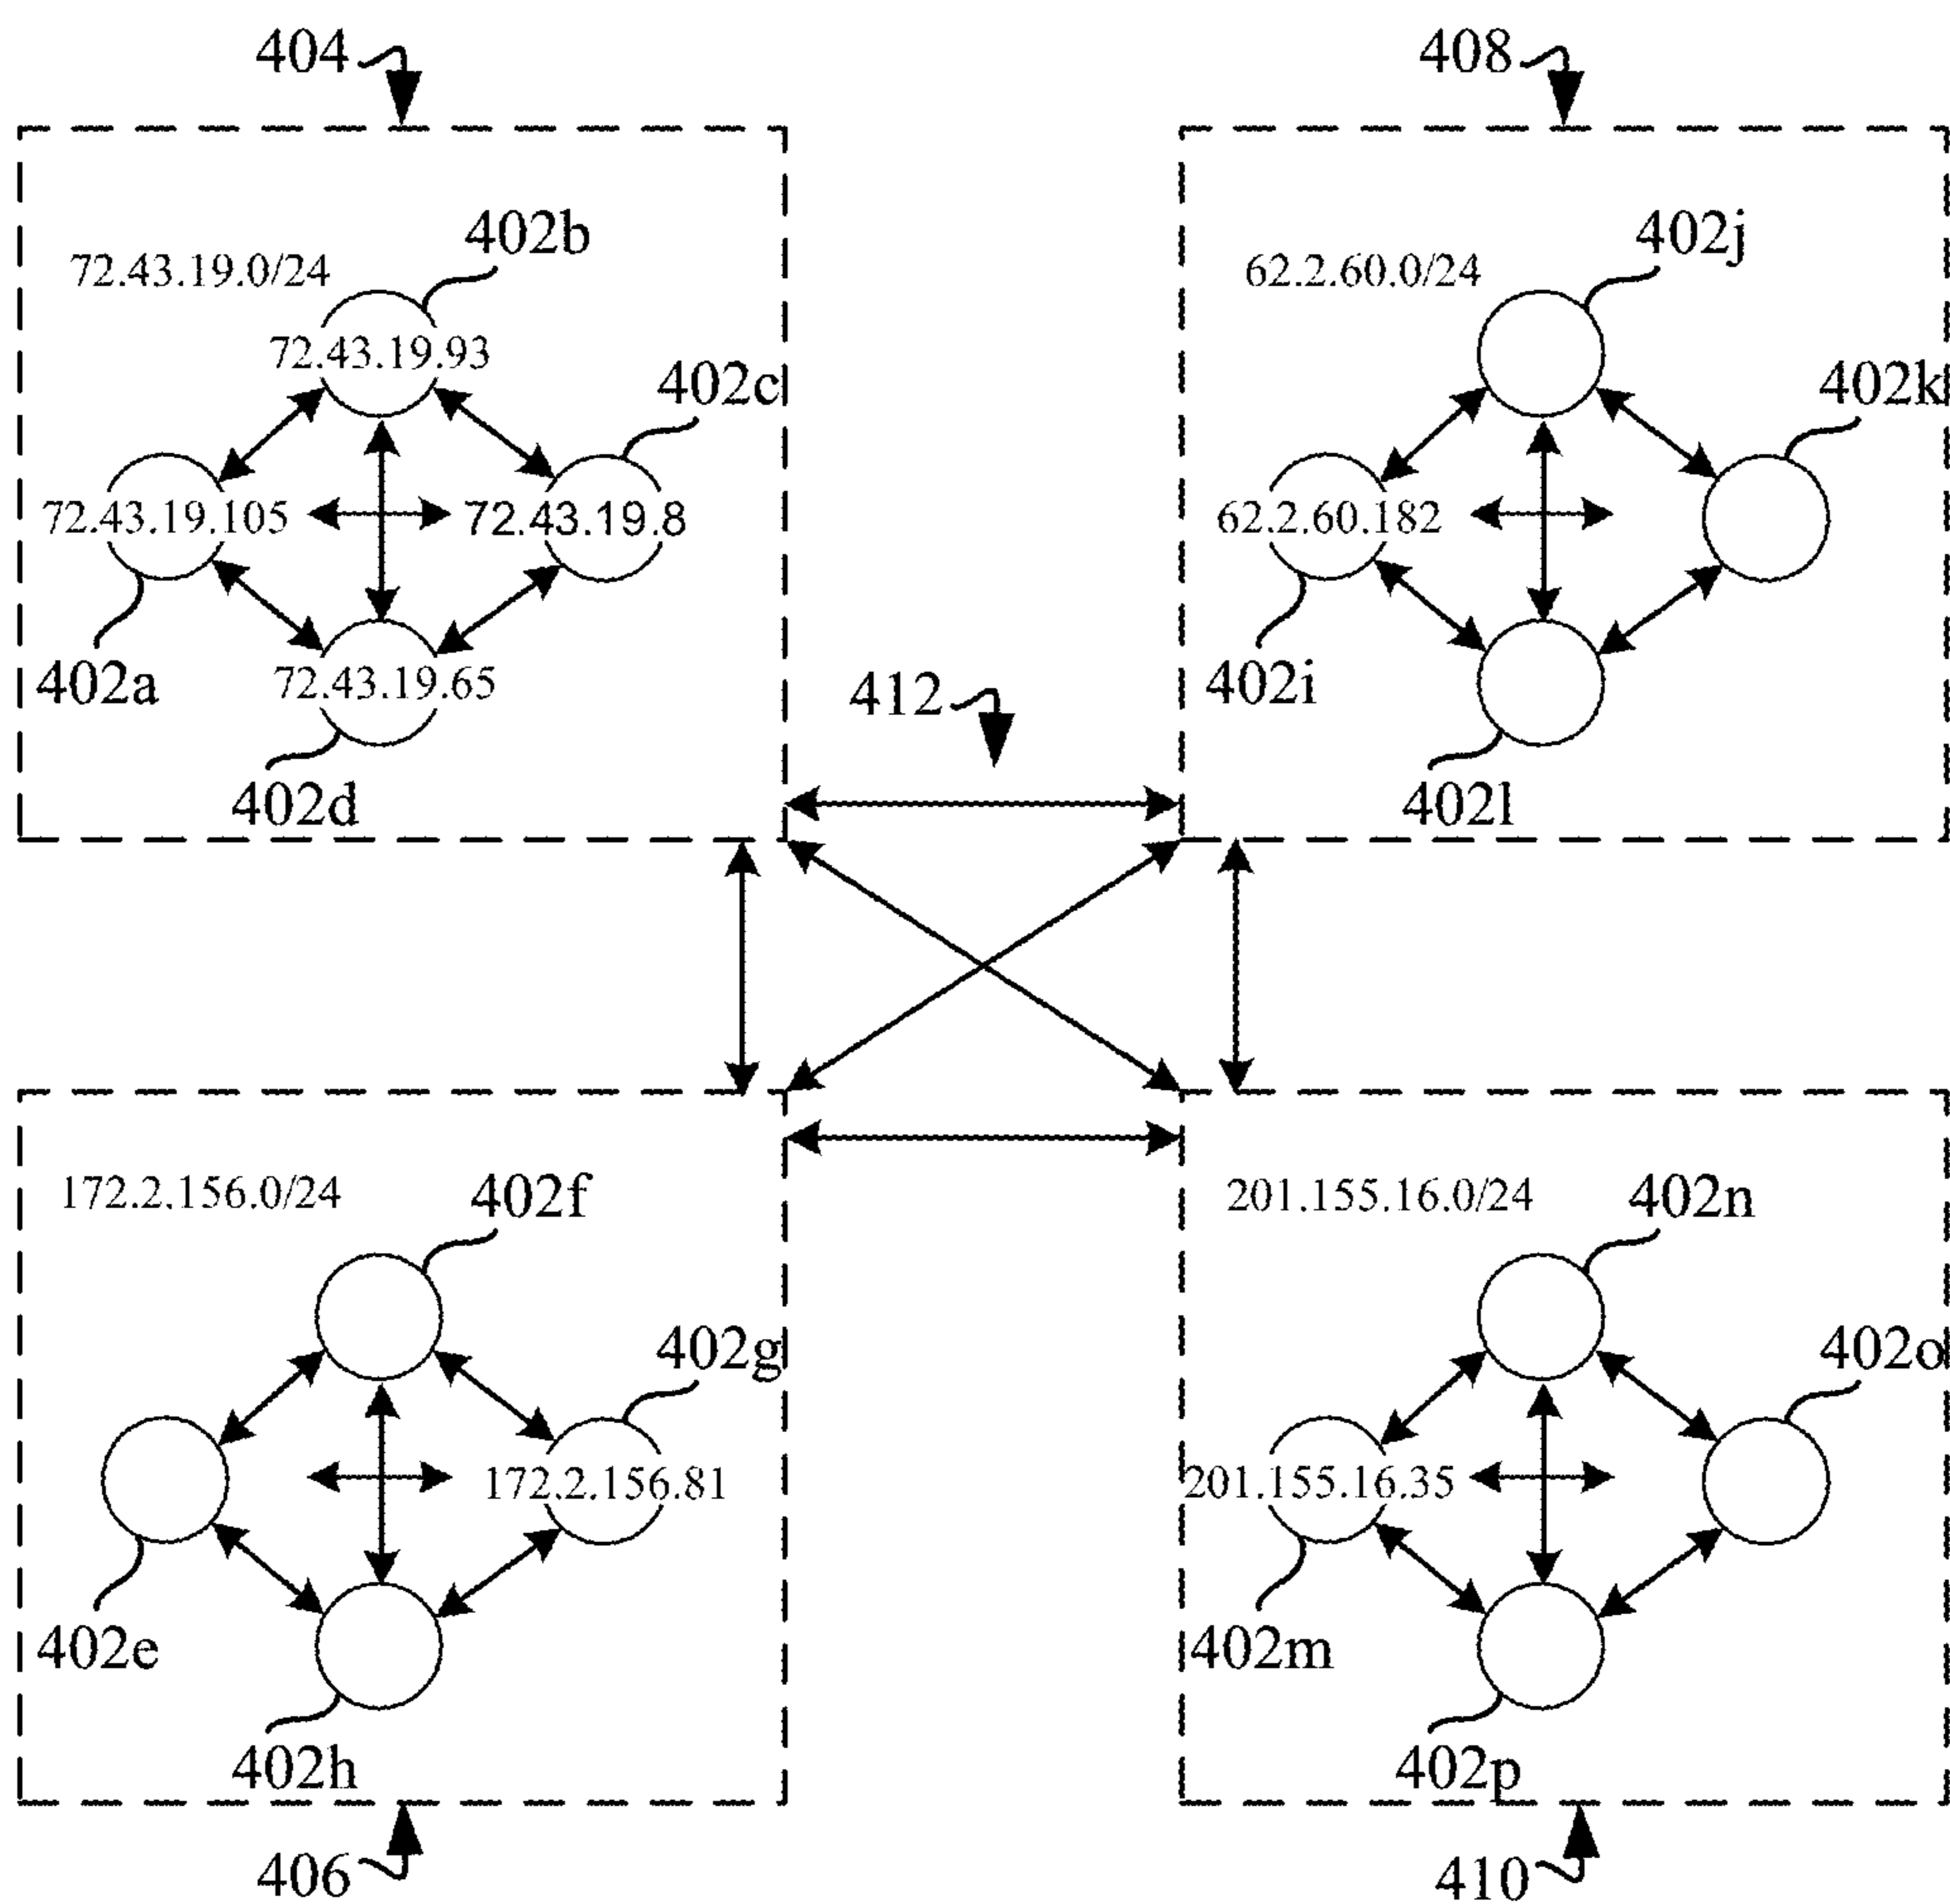 404
408
402b
72.43.19.0/24
72.43.19.93
402c
72.43.19.105
72.43.19.8
402a
72.43.19.65
402d
402j
62.2.60.0/24
402k
62.2.60.182
402i
402l
412
172.2.156.0/24
402f
402g
172.2.156.81
402e
402h
406
201.155.16.0/24
402n
402o
201.155.16.35
402m
402p
410